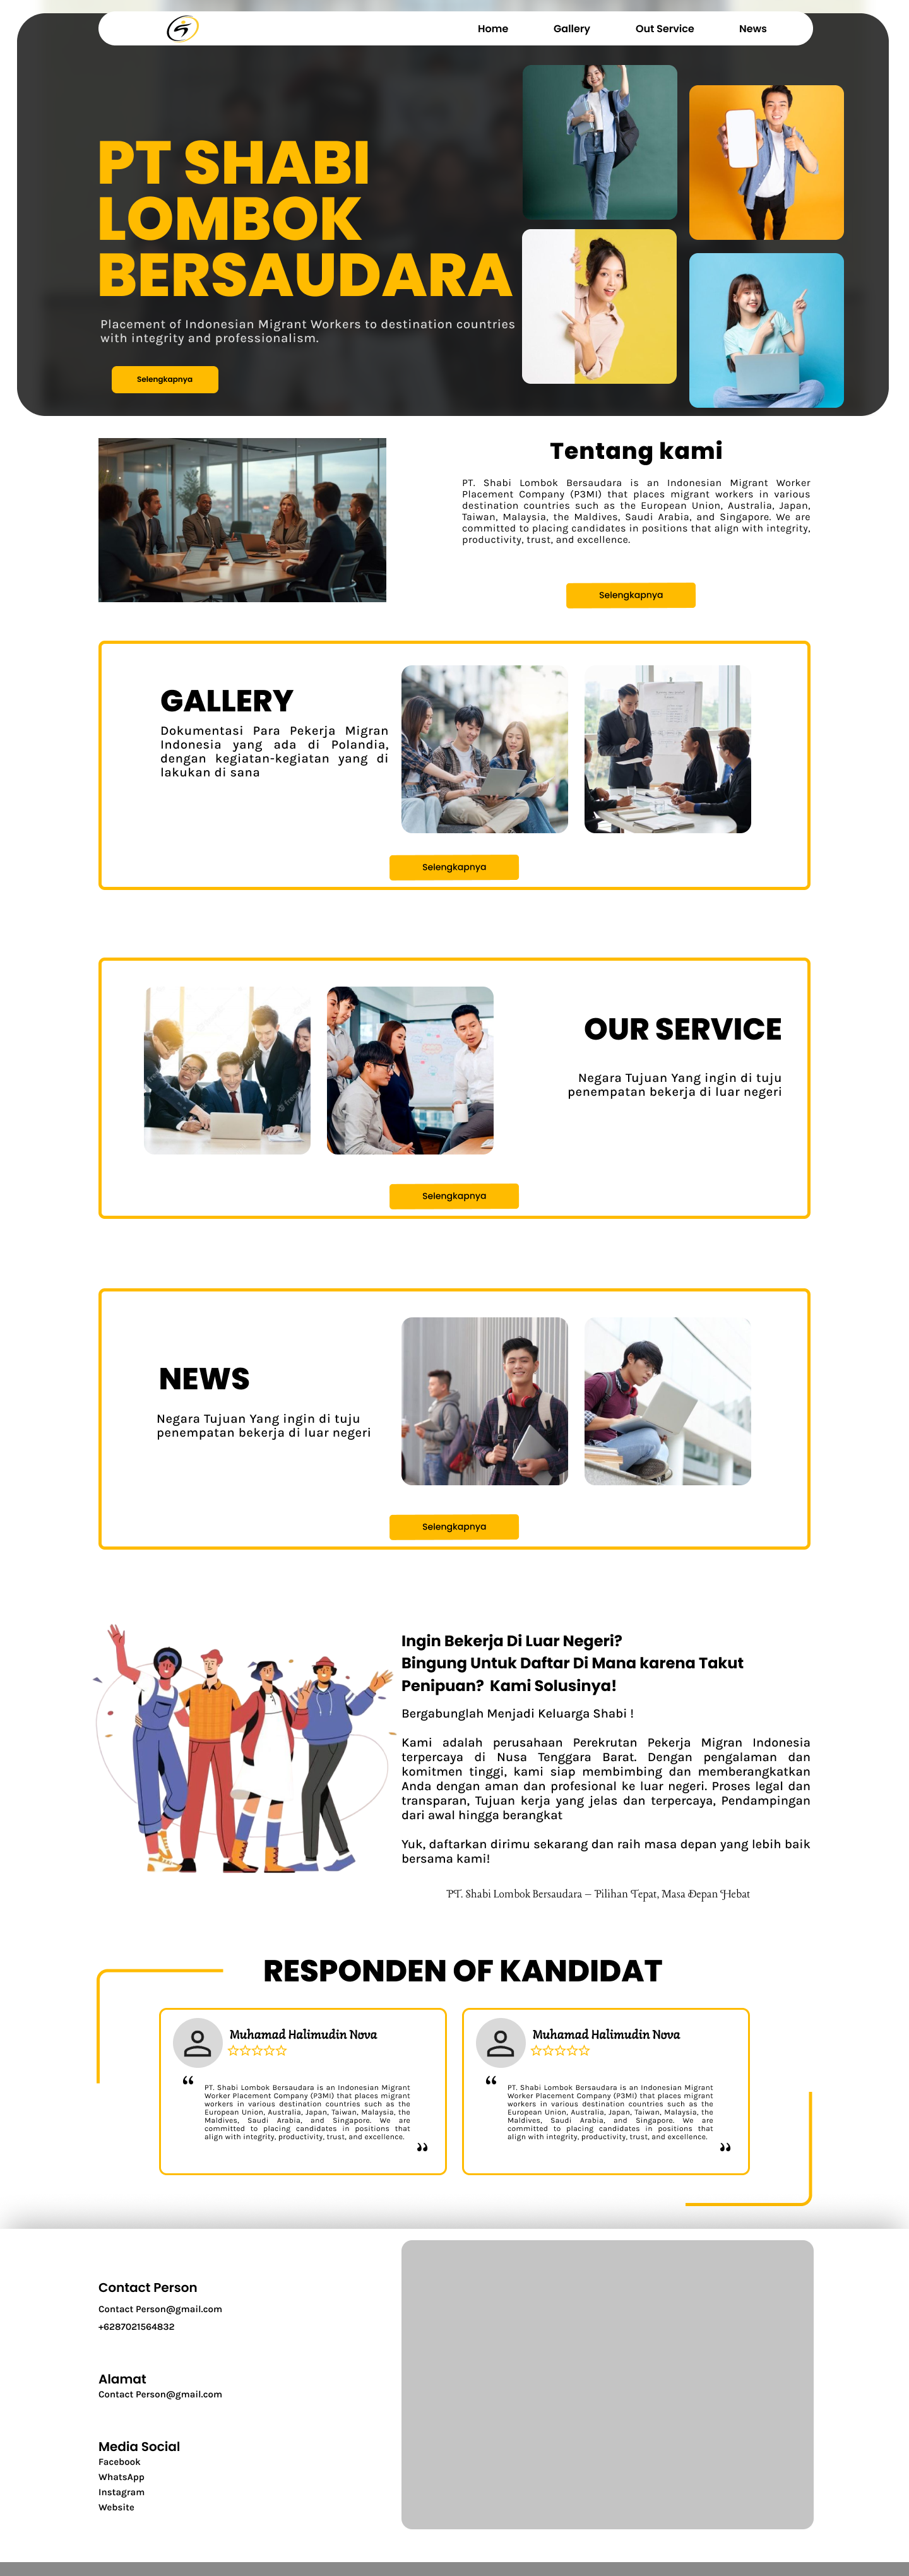 Home
Gallery
Out Service
News
PT SHABI
LOMBOK
BERSAUDARA
Placement of Indonesian Migrant Workers to destination countries
with integrity and professionalism.
Selengkapnya
Tentang kami
PT. Shabi Lombok Bersaudara is an Indonesian Migrant Worker
Placement Company (P3MI) that places migrant workers in various
destination countries such as the European Union, Australia, Japan,
Taiwan, Malaysia, the Maldives, Saudi Arabia, and Singapore. We are
committed to placing candidates in positions that align with integrity,
productivity, trust, and excellence.
Selengkapnya
GALLERY
Dokumentasi Para Pekerja Migran
Indonesia yang ada di Polandia,
dengan kegiatan-kegiatan yang di
lakukan di sana
Selengkapnya
OUR SERVICE
Negara Tujuan Yang ingin di tuju
penempatan bekerja di luar negeri
Selengkapnya
NEWS
Negara Tujuan Yang ingin di tuju
penempatan bekerja di luar negeri
Selengkapnya
Ingin Bekerja Di Luar Negeri?
Bingung Untuk Daftar Di Mana karena Takut
Penipuan? Kami Solusinya!
Bergabunglah Menjadi Keluarga Shabi !
Kami adalah perusahaan Perekrutan Pekerja Migran Indonesia
terpercaya di Nusa Tenggara Barat. Dengan pengalaman dan
komitmen tinggi, kami siap membimbing dan memberangkatkan
Anda dengan aman dan profesional ke luar negeri. Proses legal dan
transparan, Tujuan kerja yang jelas dan terpercaya, Pendampingan
dari awal hingga berangkat
Yuk, daftarkan dirimu sekarang dan raih masa depan yang lebih baik
bersama kami!
PT. Shabi Lombok Bersaudara – Pilihan Tepat, Masa Depan Hebat
RESPONDEN OF KANDIDAT
Muhamad Halimudin Nova
“
PT. Shabi Lombok Bersaudara is an Indonesian Migrant
Worker Placement Company (P3MI) that places migrant
workers in various destination countries such as the
European Union, Australia, Japan, Taiwan, Malaysia, the
Maldives, Saudi Arabia, and Singapore. We are
committed to placing candidates in positions that
align with integrity, productivity, trust, and excellence.
”
Muhamad Halimudin Nova
“
PT. Shabi Lombok Bersaudara is an Indonesian Migrant
Worker Placement Company (P3MI) that places migrant
workers in various destination countries such as the
European Union, Australia, Japan, Taiwan, Malaysia, the
Maldives, Saudi Arabia, and Singapore. We are
committed to placing candidates in positions that
align with integrity, productivity, trust, and excellence.
”
Contact Person
Contact Person@gmail.com
+6287021564832
Alamat
Contact Person@gmail.com
Media Social
Facebook
WhatsApp
Instagram
Website